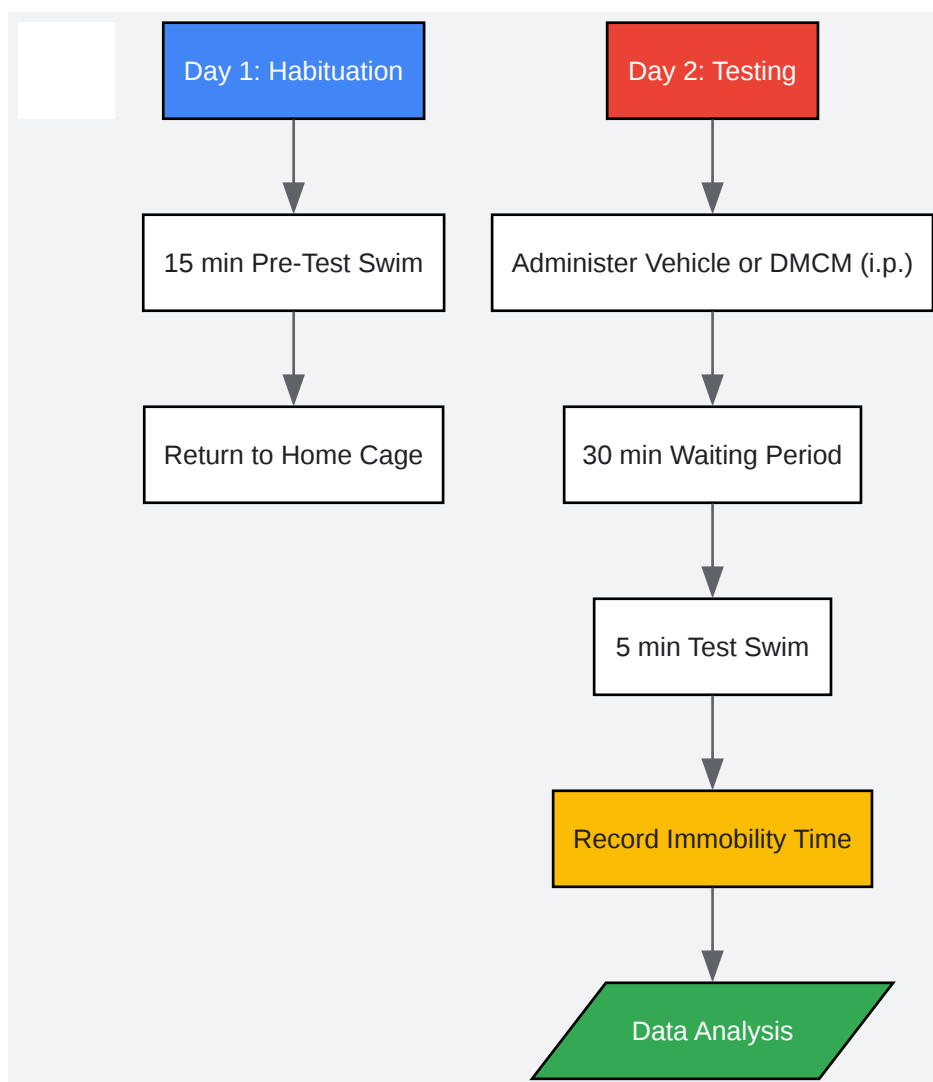 Day 1: Habituation
15 min Pre-Test Swim
Return to Home Cage
Day 2: Testing
Administer Vehicle or DMCM (i.p.)
30 min Waiting Period
5 min Test Swim
Record Immobility Time
Data Analysis